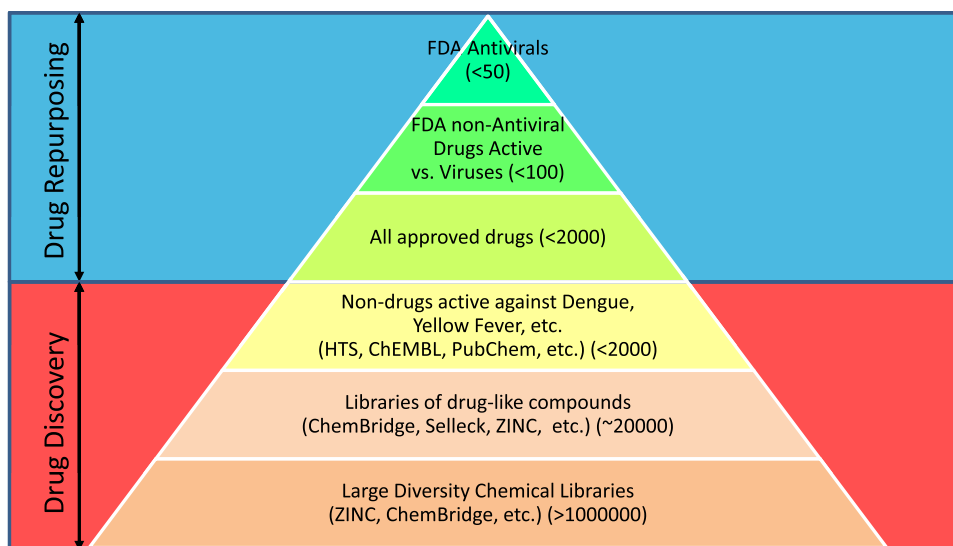 Drug Repurposing
FDA Antivirals
(<50)
FDA non-Antiviral
Drugs Active
vs. Viruses (<100)
All approved drugs (<2000)
Drug Discovery
Non-drugs active against Dengue,
Yellow Fever, etc.
(HTS, ChEMBL, PubChem, etc.) (<2000)
Libraries of drug-like compounds
(ChemBridge, Selleck, ZINC,  etc.) (~20000)
Large Diversity Chemical Libraries
(ZINC, ChemBridge, etc.) (>1000000)